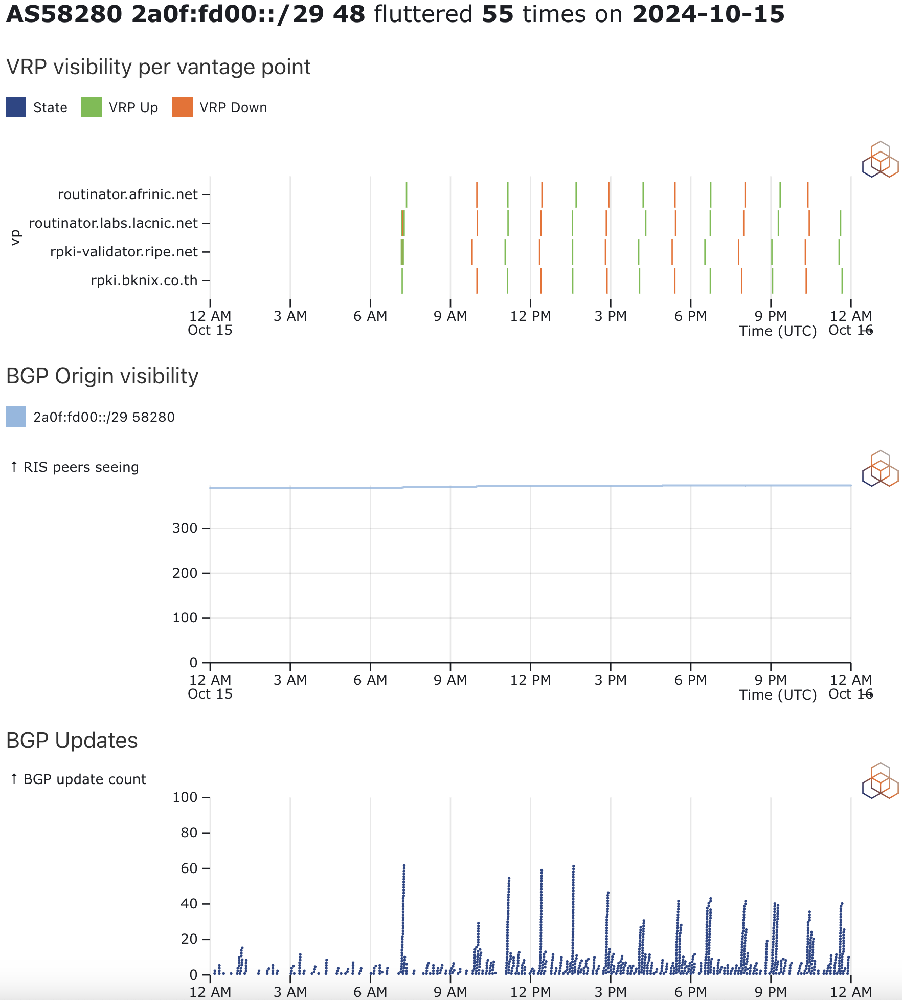 AS58280 2a0f:fd00::/29 48 fluttered 55 times on 2024-10-15
VRP visibility per vantage point
State VRP Up VRP Down
routinator.afrinic.net
routinator.labs.lacnic.net
vp
rpki-validator.ripe.net
rpki.bknix.co.th
12 AM 3 AM 6 AM 9 AM 12 PM 3 PM 6 PM 9 PM 12 AM
Oct 15 Time (UTC) → Oct 16
BGP Origin visibility
2a0f:fd00::/29 58280
↑ RIS peers seeing
300
200
100
0
12 AM 3 AM 6 AM 9 AM 12 PM 3 PM 6 PM 9 PM 12 AM
Oct 15 Time (UTC) → Oct 16
BGP Updates
↑ BGP update count
100
80
60
40
20
0
12 AM 3 AM 6 AM 9 AM 12 PM 3 PM 6 PM 9 PM 12 AM